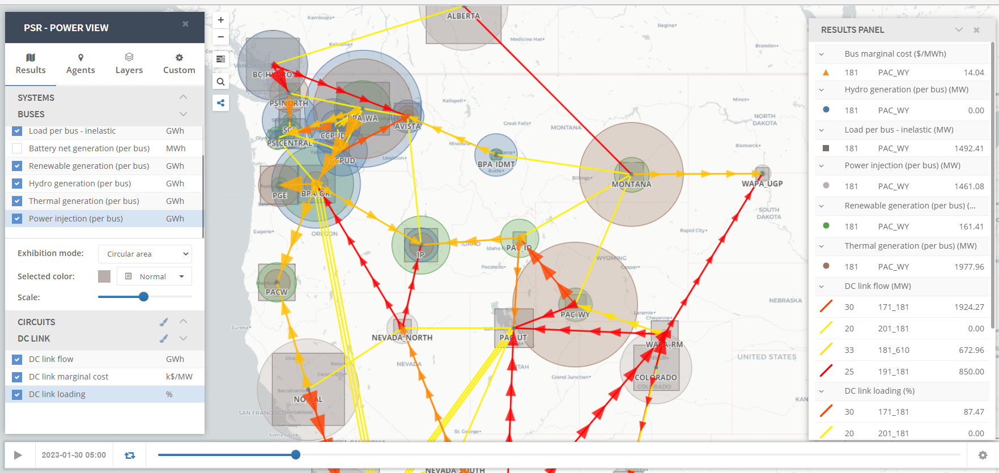 PSR - POWER VIEW
Results
Agents
Layers
Custom
SYSTEMS
BUSES
Load per bus - inelastic GWh
Battery net generation (per bus) MWh
Renewable generation (per bus) GWh
Hydro generation (per bus) GWh
Thermal generation (per bus) GWh
Power injection (per bus) GWh
Exhibition mode: Circular area
Selected color: Normal
Scale:
CIRCUITS
DC LINK
DC link flow GWh
DC link marginal cost k$/MW
DC link loading %
+
−
Kamloops
ALBERTA
Regina
Medicine Hat
Kelowna
Brandon
VANCOUVER
BC_HYDRO
PS_NORTH
Kalispell
Minot
BPA_WA
AVISTA
Great Falls
MONTANA
NORTH
DAKOTA
CCPUD
PS_CENTRAL
Missoula
Bismarck
Lewiston
GCPUD
BPA_IDMT
Butte
Billings
MONTANA
WAPA_UGP
PGE
BPA_OR
SOUTH
DAKOTA
Eugene
OREGON
Rapid City
IDAHO
Idaho
PAC_ID
IP
WYOMING
Casper
Pocatello
Medford
PACW
NEBRASKA
PAC_WY
Laramie
Cheyenne
Eureka
NEVADA_NORTH
PAC_UT
WAPA_RM
UNITED STATES
NEVADA
UTAH
Grand Junction
COLORADO
COLORADO
Chico
Reno
Carson City
Sacramento
NO_CAL
SAN FRANCISCO
Oakland
San Jose
Santa Cruz
St. George
NEVADA_SOUTH
RESULTS PANEL
Bus marginal cost ($/MWh)
181 PAC_WY 14.04
Hydro generation (per bus) (MW)
181 PAC_WY 0.00
Load per bus - inelastic (MW)
181 PAC_WY 1492.41
Power injection (per bus) (MW)
181 PAC_WY 1461.08
Renewable generation (per bus) (...
181 PAC_WY 161.41
Thermal generation (per bus) (MW)
181 PAC_WY 1977.96
DC link flow (MW)
30 171_181 1924.27
20 201_181 0.00
33 181_610 672.96
25 191_181 850.00
DC link loading (%)
30 171_181 87.47
20 201_181 0.00
2023-01-30 05:00